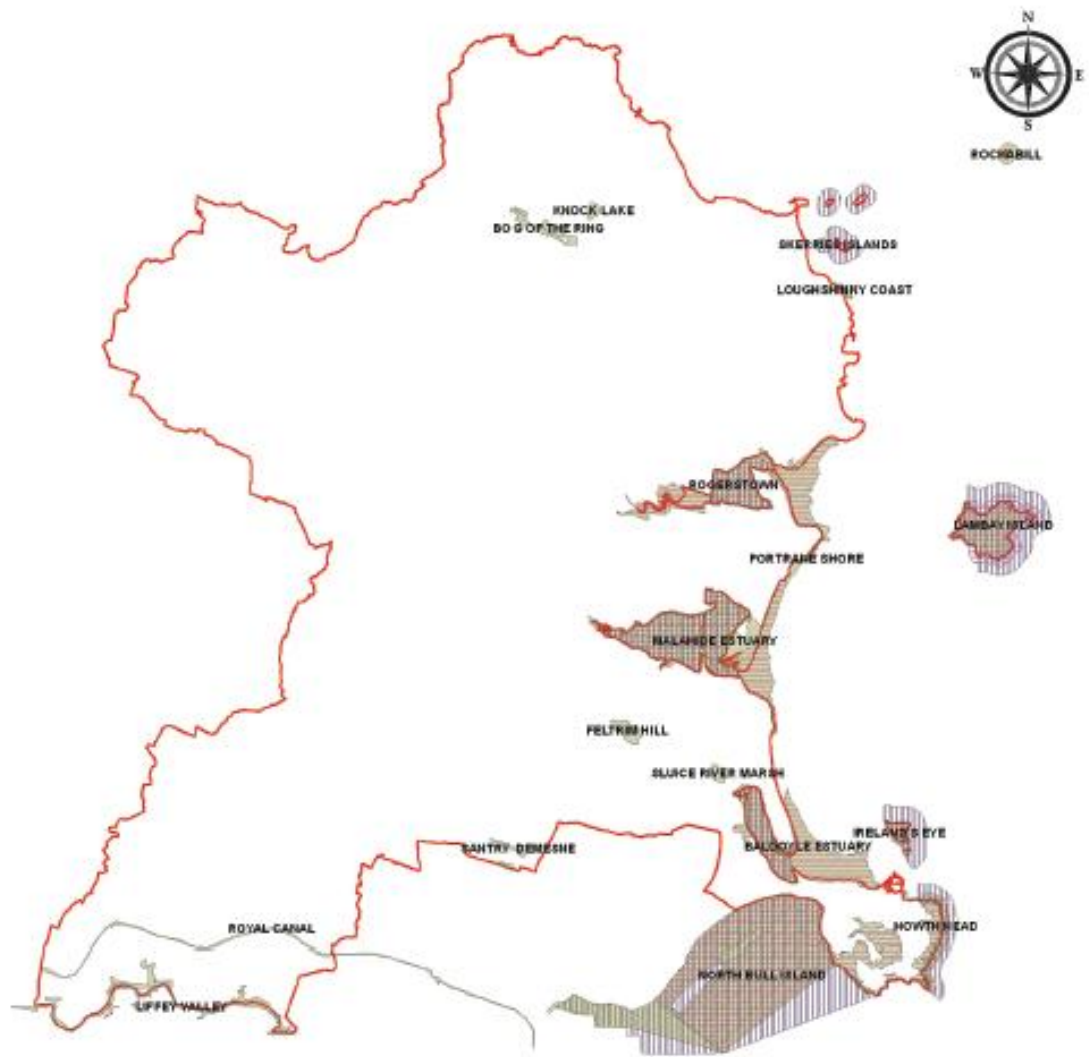 N
W E
S
ROCKABILL
KNOCK LAKE
BOG OF THE RING
SKERRIES ISLANDS
LOUGHSHINNY COAST
ROGERSTOWN
LAMBAY ISLAND
PORTRANE SHORE
MALAHIDE ESTUARY
FELTRIM HILL
SLUICE RIVER MARSH
IRELAND'S EYE
SANTRY DEMESNE
BALDOYLE ESTUARY
ROYAL CANAL
HOWTH HEAD
NORTH BULL ISLAND
LIFFEY VALLEY